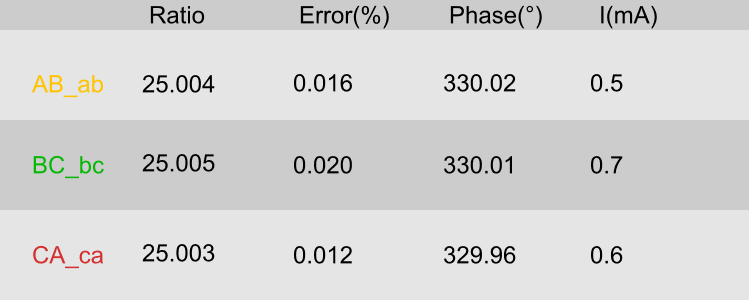 Ratio Error(%) Phase(°) I(mA)
AB_ab 25.004 0.016 330.02 0.5
BC_bc 25.005 0.020 330.01 0.7
CA_ca 25.003 0.012 329.96 0.6